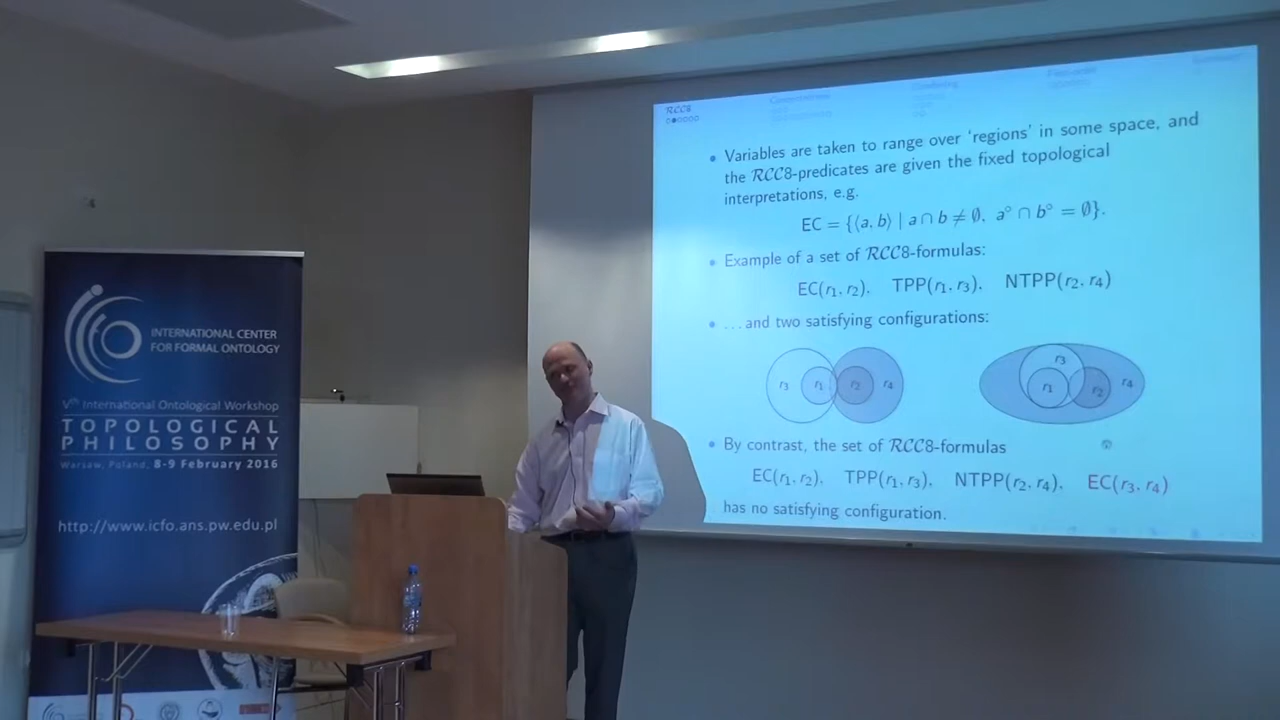 INTERNATIONAL CENTER
FOR FORMAL ONTOLOGY
Vth International Ontological Workshop
TOPOLOGICAL
PHILOSOPHY
Warsaw, Poland, 8-9 February 2016
http://www.icfo.ans.pw.edu.pl
RCC8
• Variables are taken to range over ‘regions’ in some space, and
the RCC8-predicates are given the fixed topological
interpretations, e.g.
EC = {⟨a, b⟩ | a ∩ b ≠ ∅, a° ∩ b° = ∅}.
• Example of a set of RCC8-formulas:
EC(r₁, r₂), TPP(r₁, r₃), NTPP(r₂, r₄)
• ...and two satisfying configurations:
r₃ r₁ r₂ r₄
r₃
r₁ r₂ r₄
• By contrast, the set of RCC8-formulas
EC(r₁, r₂), TPP(r₁, r₃), NTPP(r₂, r₄), EC(r₃, r₄)
has no satisfying configuration.